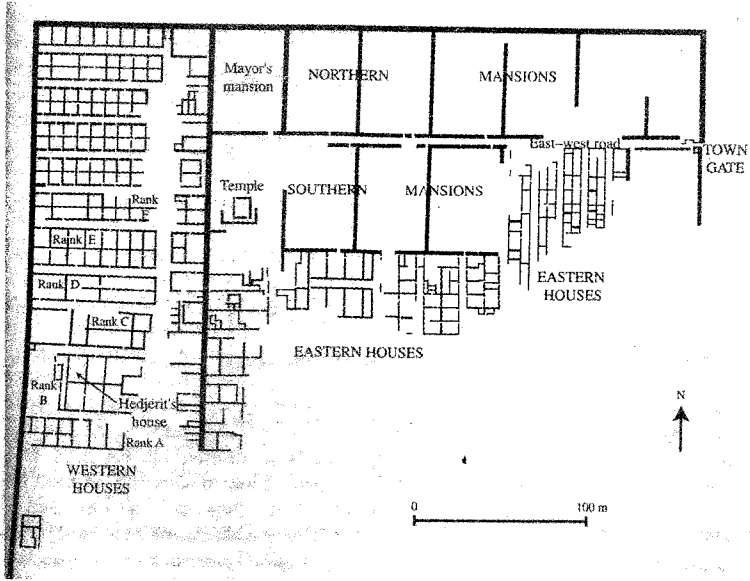 Mayor's
mansion
NORTHERN
MANSIONS
East–west road
TOWN
GATE
Temple
SOUTHERN
MANSIONS
Rank
F
Rank E
Rank D
Rank C
EASTERN
HOUSES
EASTERN HOUSES
Rank
B
Hedjerit's
house
Rank A
WESTERN
HOUSES
N
0
100 m